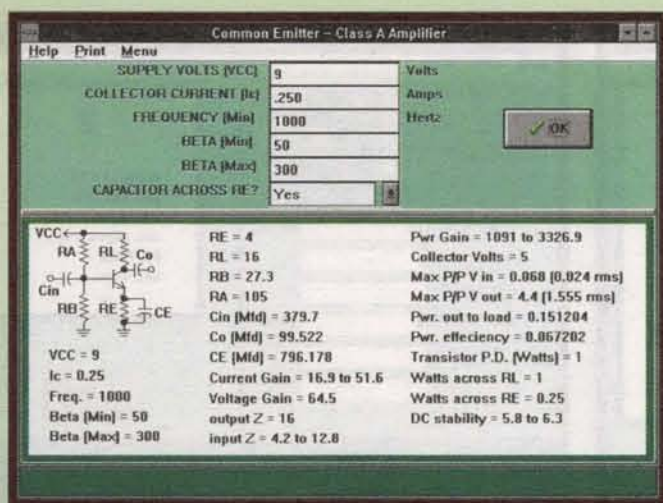 Common Emitter – Class A Amplifier
Help Print Menu
SUPPLY VOLTS (VCC) 9 Volts
COLLECTOR CURRENT (Ic) .250 Amps
FREQUENCY (Min) 1000 Hertz
OK
BETA (Min) 50
BETA (Max) 300
CAPACITOR ACROSS RE? Yes
VCC
RA RL Co
Cin
RB RE CE
VCC = 9
Ic = 0.25
Freq. = 1000
Beta (Min) = 50
Beta (Max) = 300
RE = 4
RL = 16
RB = 27.3
RA = 105
Cin (Mfd) = 379.7
Co (Mfd) = 99.522
CE (Mfd) = 796.178
Current Gain = 16.9 to 51.6
Voltage Gain = 64.5
output Z = 16
input Z = 4.2 to 12.8
Pwr Gain = 1091 to 3326.9
Collector Volts = 5
Max P/P V in = 0.068 (0.024 rms)
Max P/P V out = 4.4 (1.555 rms)
Pwr. out to load = 0.151204
Pwr. effeciency = 0.067202
Transistor P.D. (Watts) = 1
Watts across RL = 1
Watts across RE = 0.25
DC stability = 5.8 to 6.3